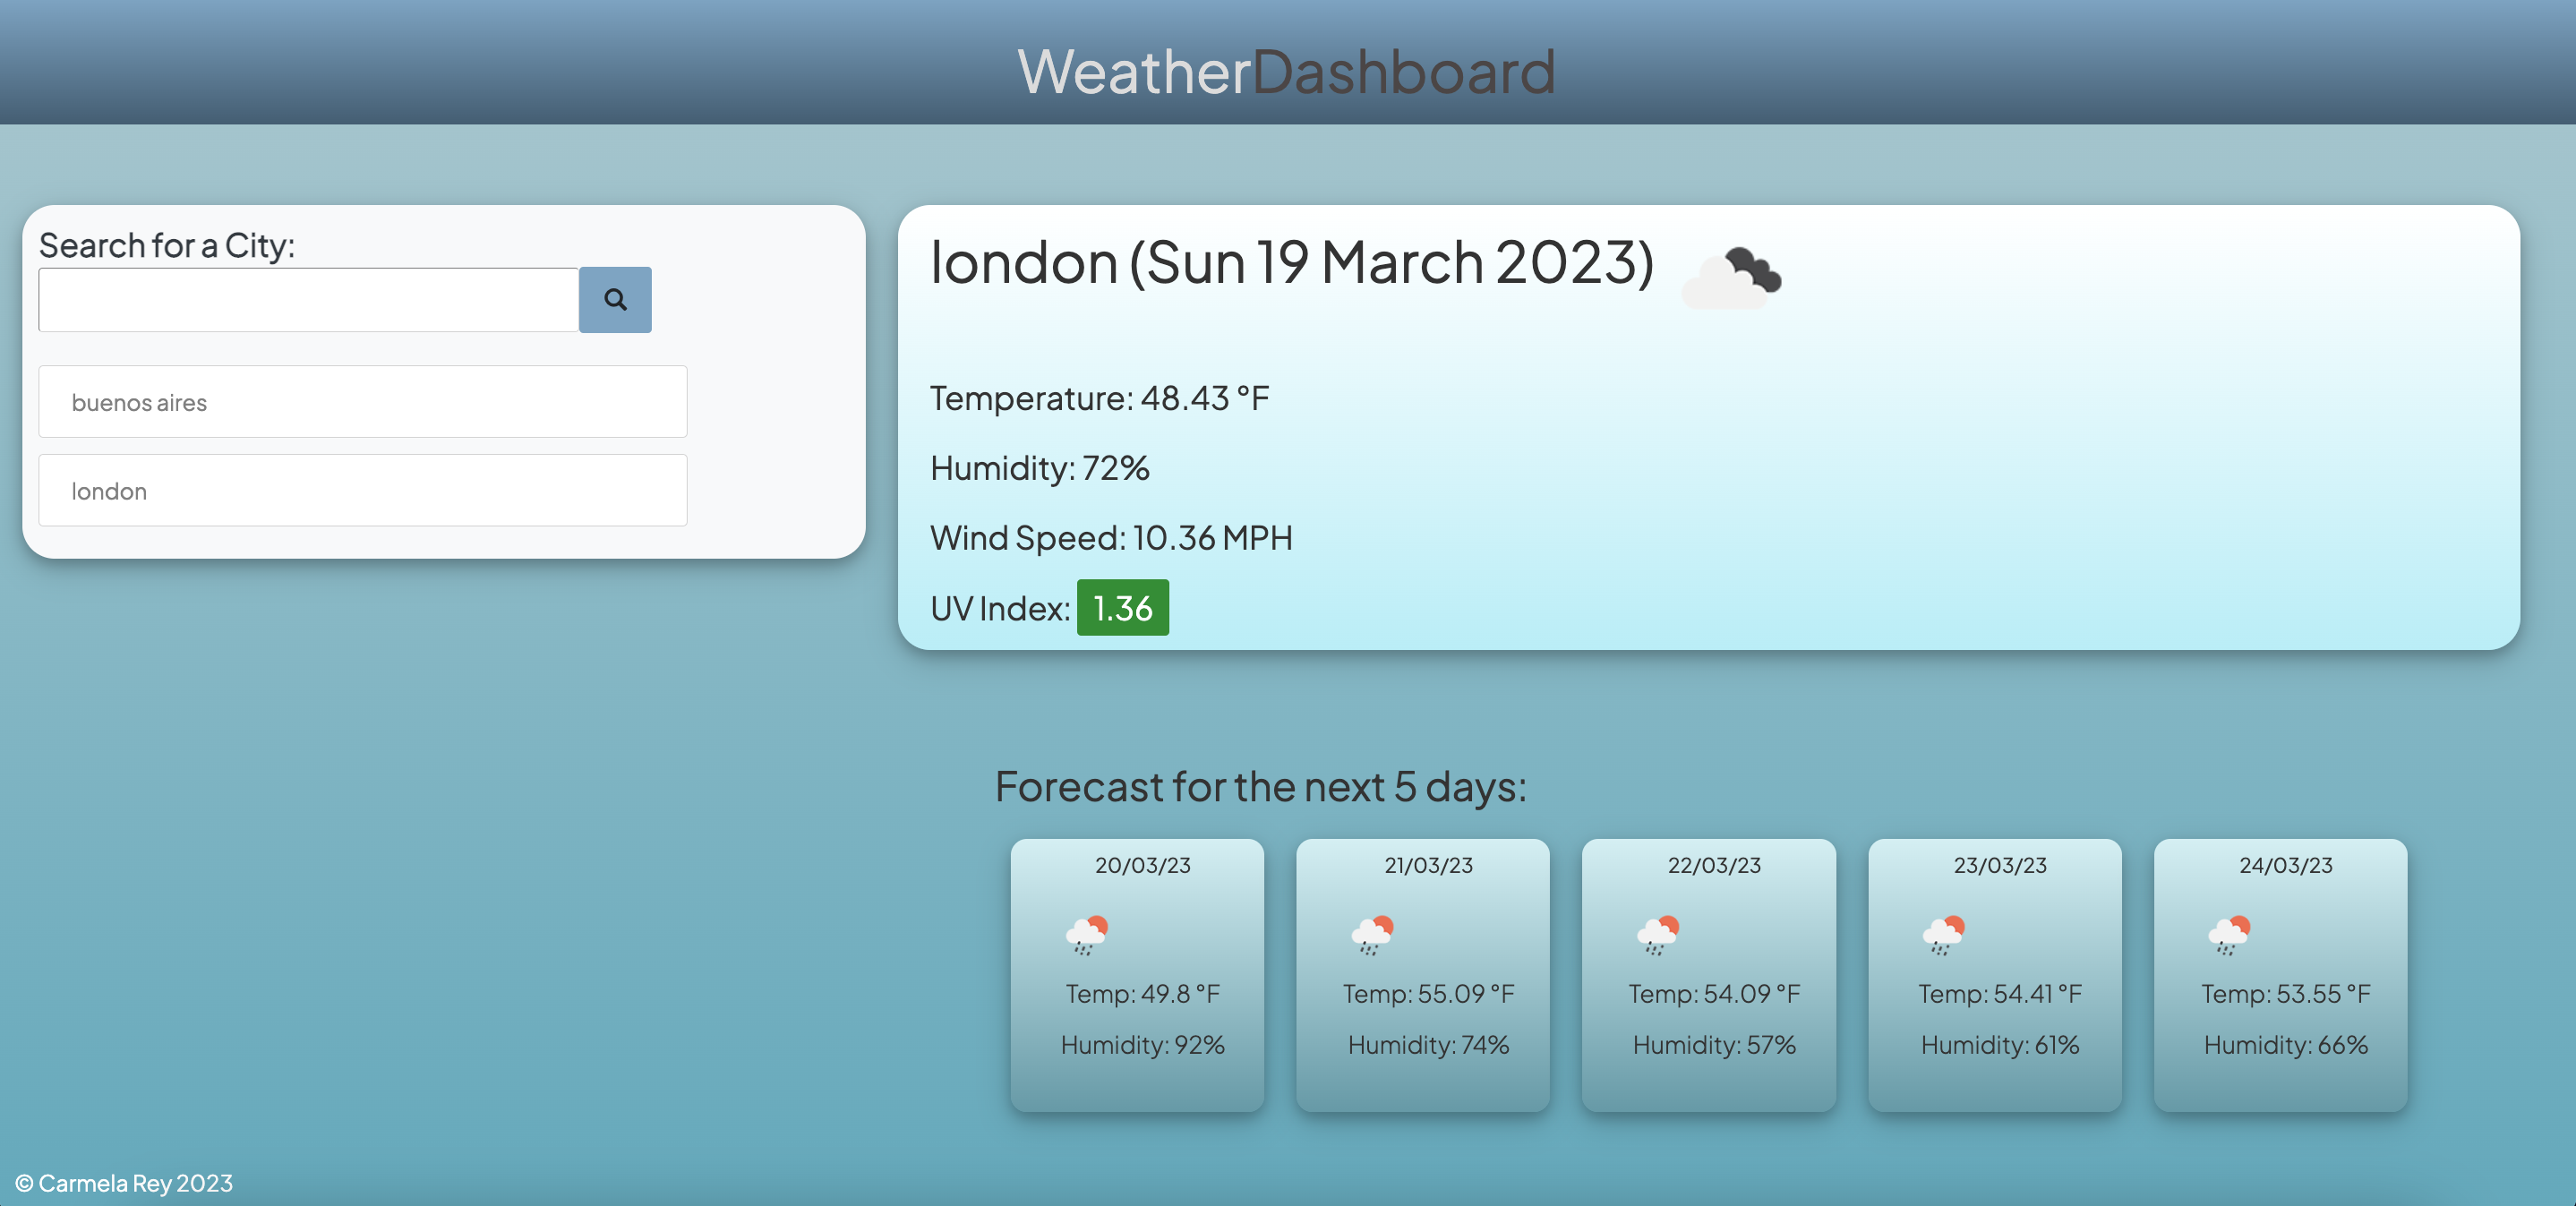 WeatherDashboard
Search for a City:
buenos aires
london
london (Sun 19 March 2023)
Temperature: 48.43 °F
Humidity: 72%
Wind Speed: 10.36 MPH
UV Index: 1.36
Forecast for the next 5 days:
20/03/23
Temp: 49.8 °F
Humidity: 92%
21/03/23
Temp: 55.09 °F
Humidity: 74%
22/03/23
Temp: 54.09 °F
Humidity: 57%
23/03/23
Temp: 54.41 °F
Humidity: 61%
24/03/23
Temp: 53.55 °F
Humidity: 66%
© Carmela Rey 2023